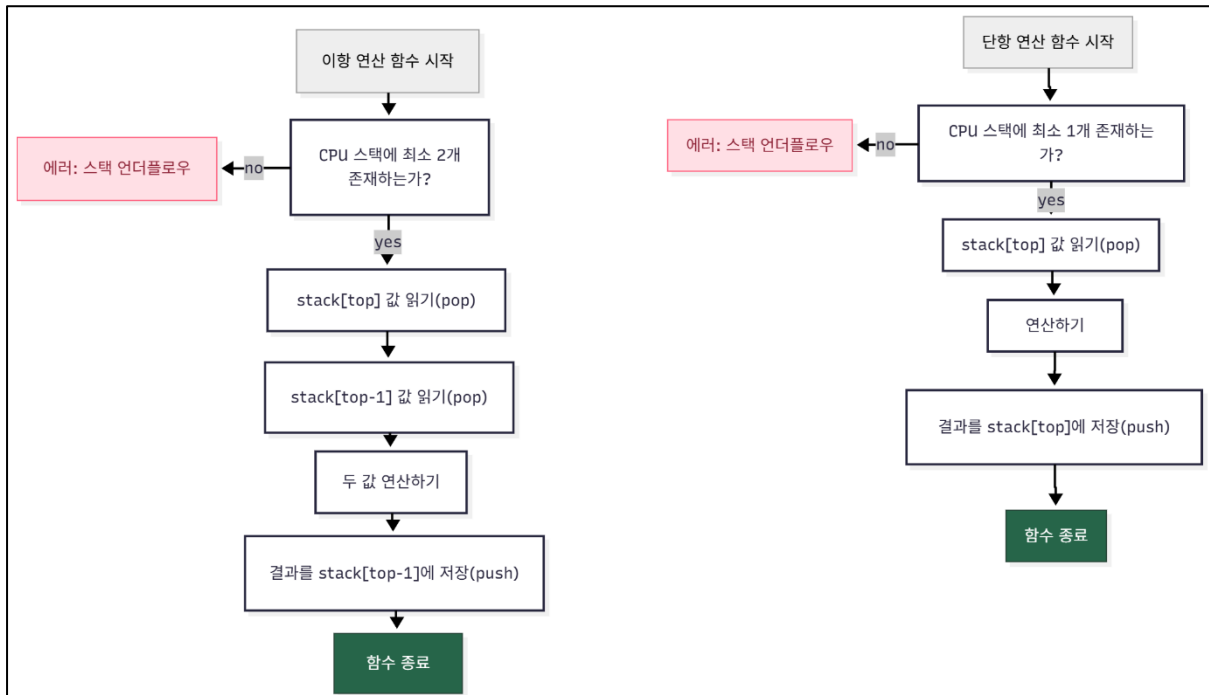 이항 연산 함수 시작
CPU 스택에 최소 2개
존재하는가?
no
에러: 스택 언더플로우
yes
stack[top] 값 읽기(pop)
stack[top-1] 값 읽기(pop)
두 값 연산하기
결과를 stack[top-1]에 저장(push)
함수 종료
단항 연산 함수 시작
CPU 스택에 최소 1개 존재하는
가?
no
에러: 스택 언더플로우
yes
stack[top] 값 읽기(pop)
연산하기
결과를 stack[top]에 저장(push)
함수 종료